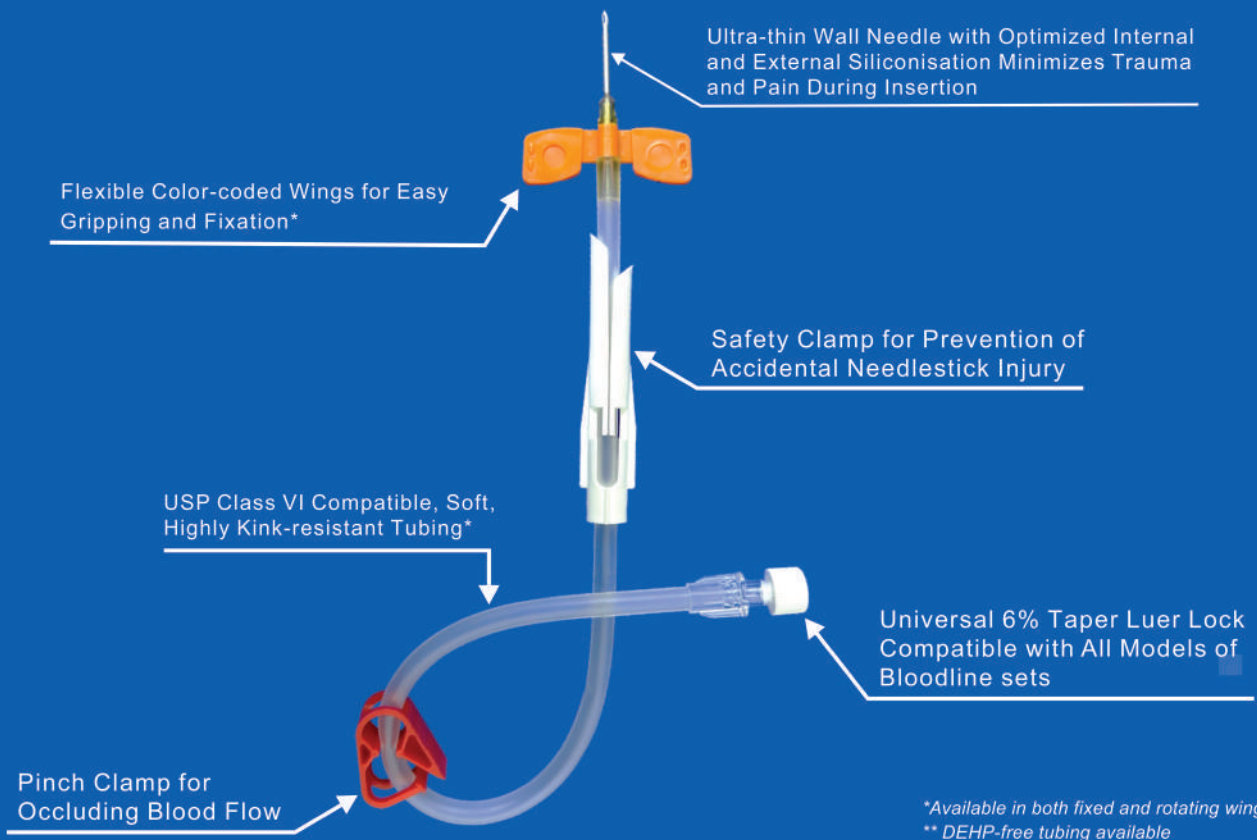 Ultra-thin Wall Needle with Optimized Internal
and External Siliconisation Minimizes Trauma
and Pain During Insertion
Flexible Color-coded Wings for Easy
Gripping and Fixation*
Safety Clamp for Prevention of
Accidental Needlestick Injury
USP Class VI Compatible, Soft,
Highly Kink-resistant Tubing*
Universal 6% Taper Luer Lock
Compatible with All Models of
Bloodline sets
Pinch Clamp for
Occluding Blood Flow
*Available in both fixed and rotating wing
** DEHP-free tubing available